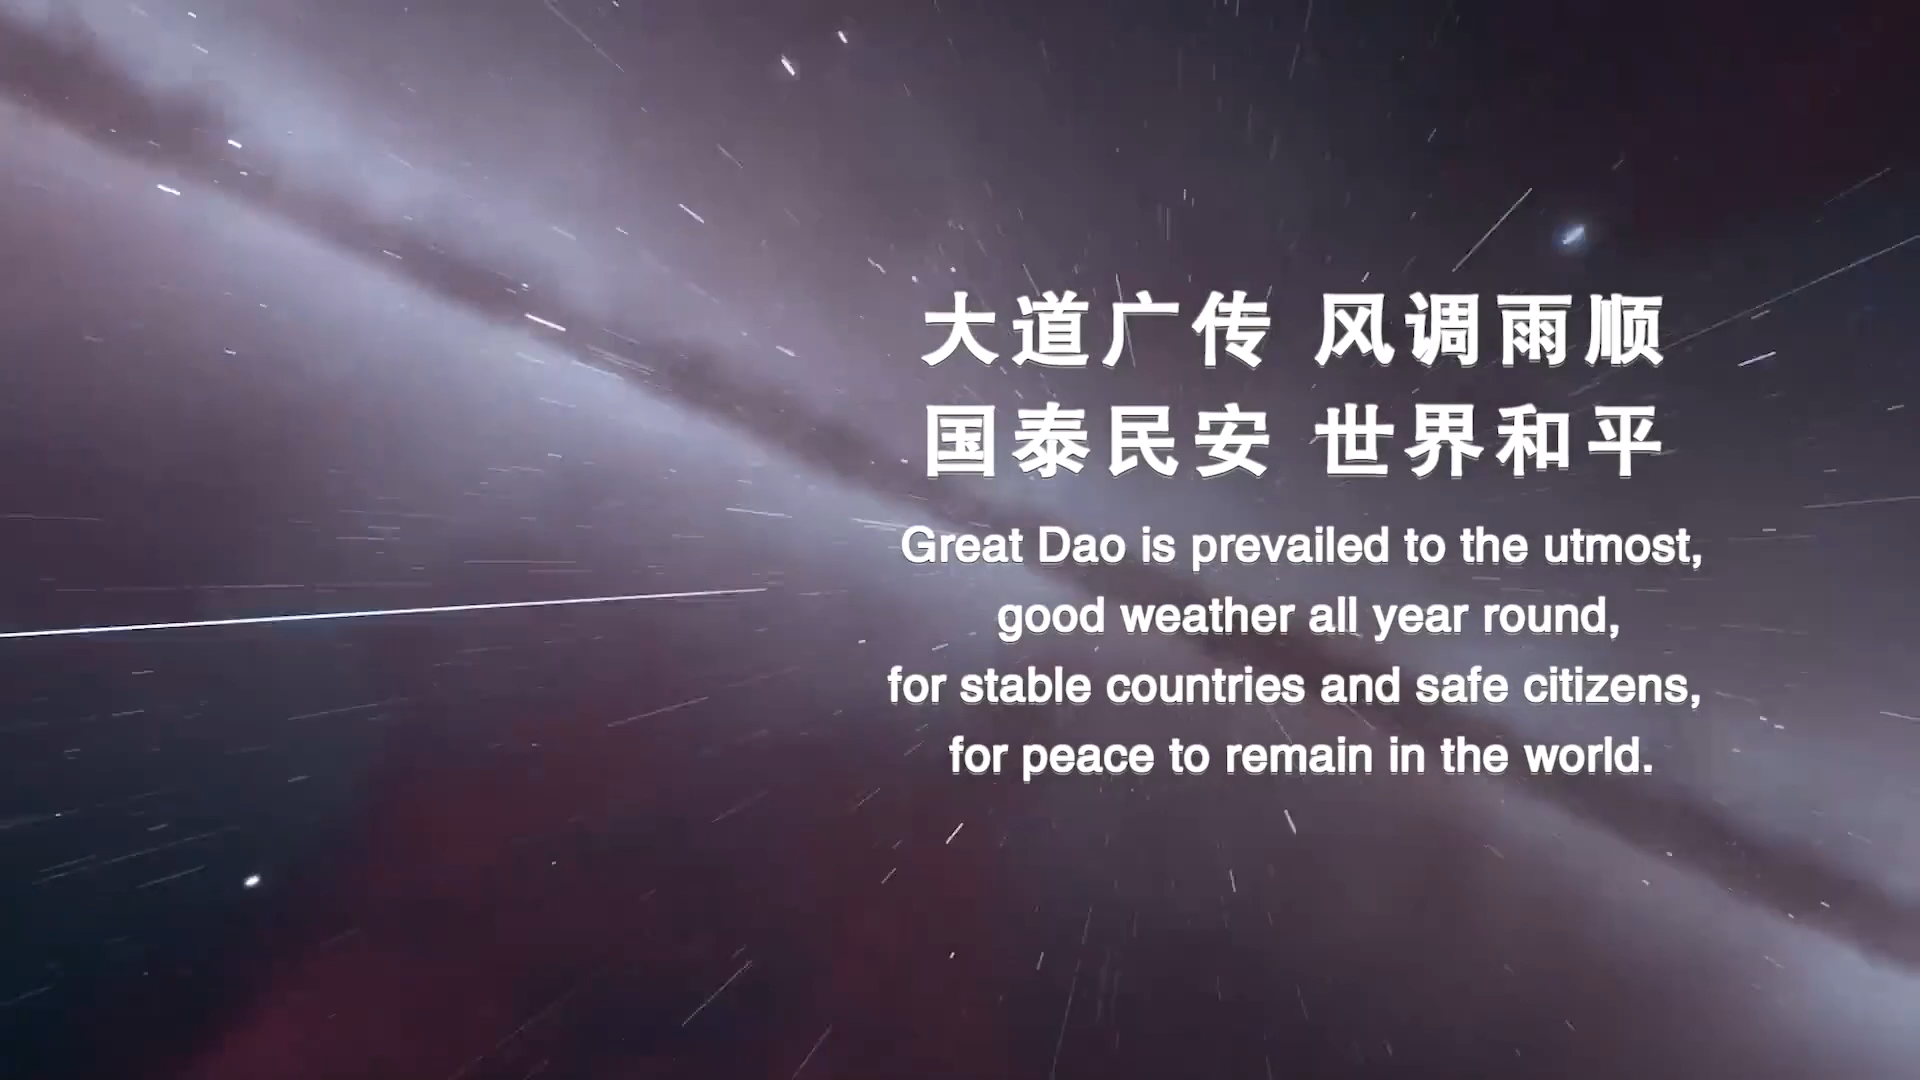 大道广传 风调雨顺
国泰民安 世界和平
Great Dao is prevailed to the utmost,
good weather all year round,
for stable countries and safe citizens,
for peace to remain in the world.